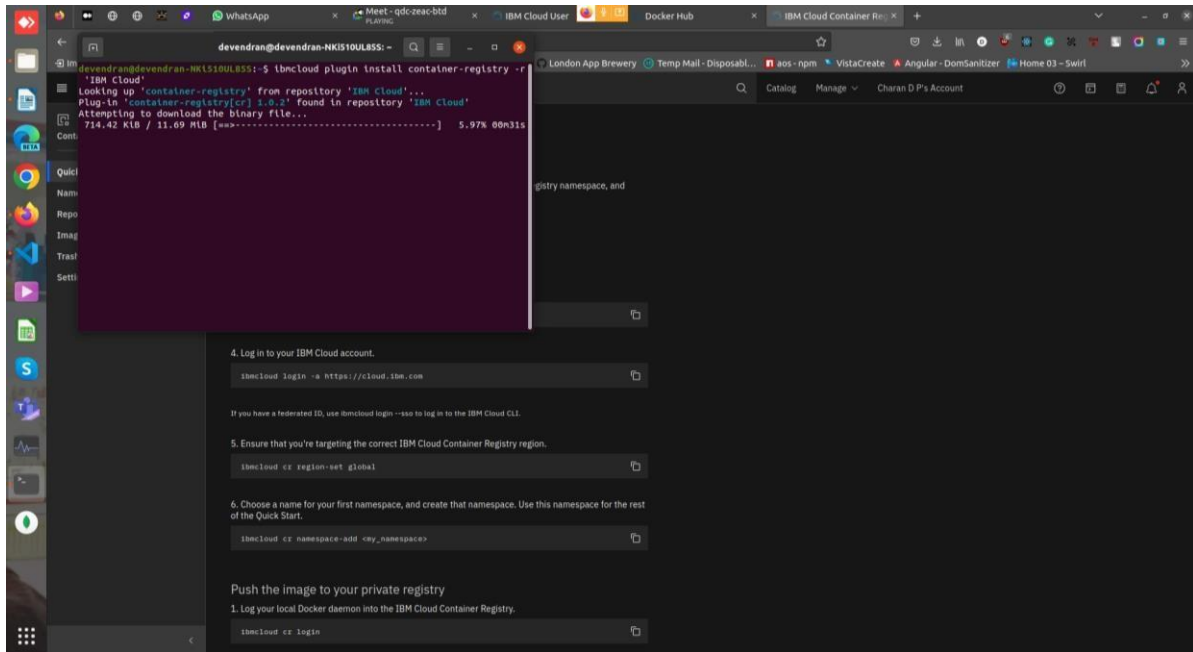 WhatsApp
Meet - qdc-zeac-btd
PLAYING
IBM Cloud User
Docker Hub
IBM Cloud Container Reg
London App Brewery
Temp Mail - Disposabl...
aos - npm
VistaCreate
Angular - DomSanitizer
Home 03 – Swirl
devendran@devendran-NKiS10UL85S: ~
devendran@devendran-NKiS10UL85S:~$ ibmcloud plugin install container-registry -r
'IBM Cloud'
Looking up 'container-registry' from repository 'IBM Cloud'...
Plug-in 'container-registry[cr] 1.0.2' found in repository 'IBM Cloud'
Attempting to download the binary file...
714.42 KiB / 11.69 MiB [==>-----------------------------------] 5.97% 00m31s
Catalog
Manage
Charan D P's Account
BETA
Cont
Quic
Nam
Repo
Imag
Tras
Setti
gistry namespace, and
4. Log in to your IBM Cloud account.
ibmcloud login -a https://cloud.ibm.com
If you have a federated ID, use ibmcloud login --sso to log in to the IBM Cloud CLI.
5. Ensure that you're targeting the correct IBM Cloud Container Registry region.
ibmcloud cr region-set global
6. Choose a name for your first namespace, and create that namespace. Use this namespace for the rest
of the Quick Start.
ibmcloud cr namespace-add <my_namespace>
Push the image to your private registry
1. Log your local Docker daemon into the IBM Cloud Container Registry.
ibmcloud cr login